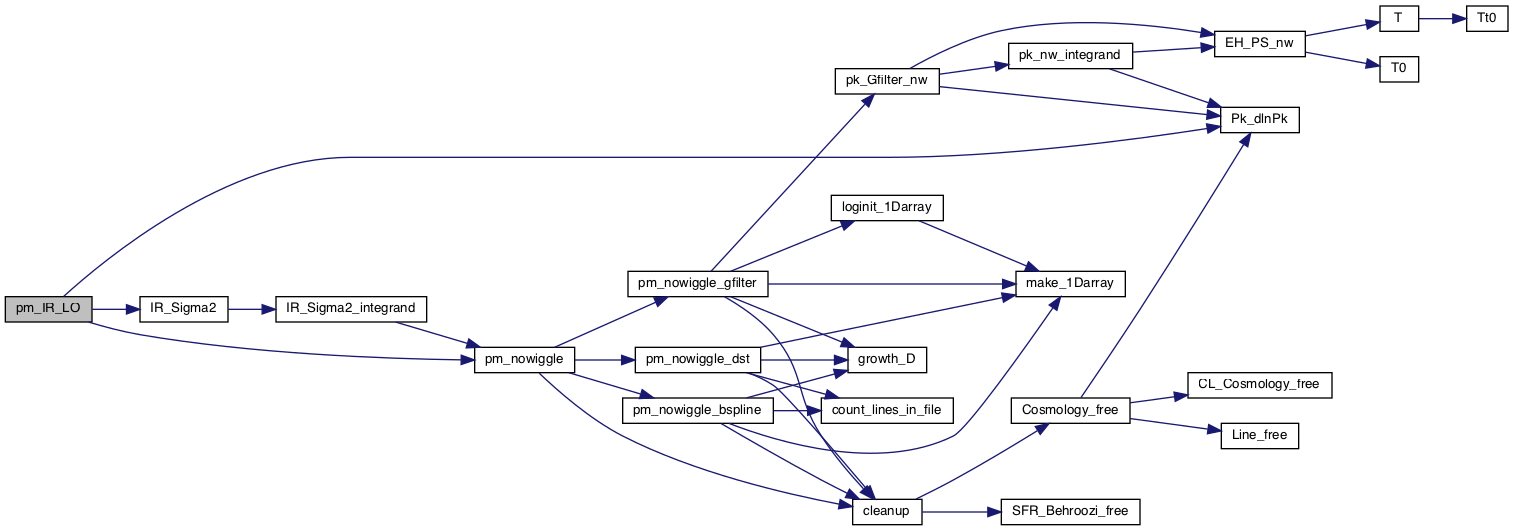 pm_IR_LO
IR_Sigma2
IR_Sigma2_integrand
pm_nowiggle
pm_nowiggle_gfilter
pm_nowiggle_dst
pm_nowiggle_bspline
pk_Gfilter_nw
loginit_1Darray
growth_D
count_lines_in_file
cleanup
pk_nw_integrand
make_1Darray
Cosmology_free
SFR_Behroozi_free
EH_PS_nw
Pk_dlnPk
CL_Cosmology_free
Line_free
T
T0
Tt0